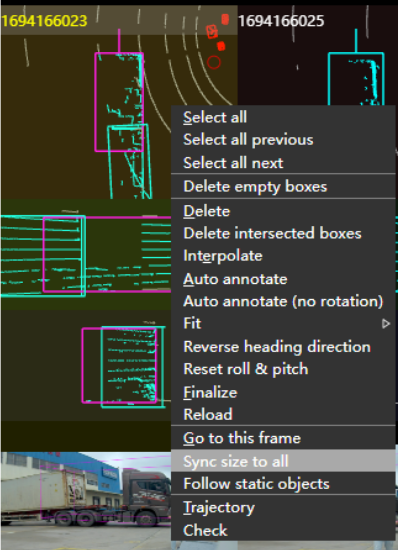 1694166023
1694166025
Select all
Select all previous
Select all next
Delete empty boxes
Delete
Delete intersected boxes
Interpolate
Auto annotate
Auto annotate (no rotation)
Fit
Reverse heading direction
Reset roll & pitch
Finalize
Reload
Go to this frame
Sync size to all
Follow static objects
Trajectory
Check